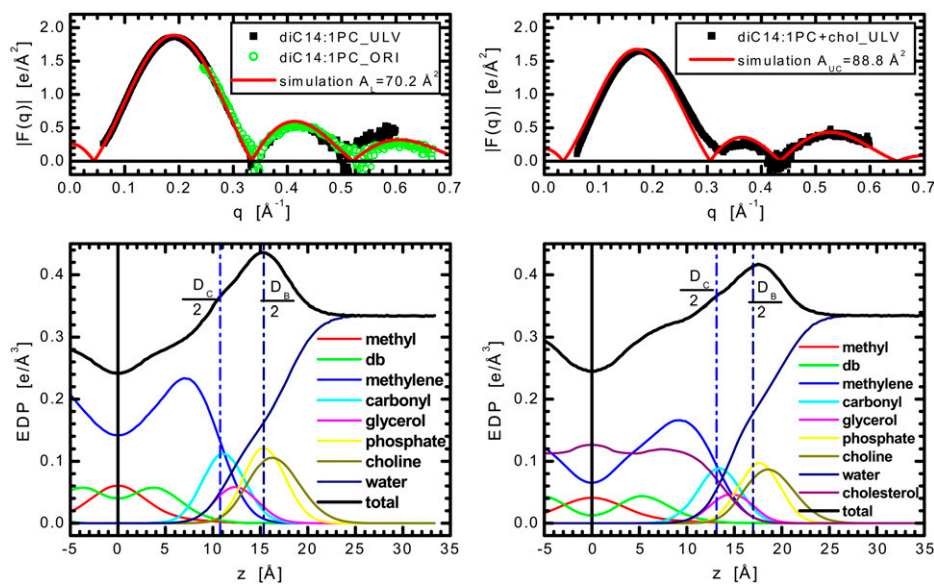 |F(q)| [e/Å²]
2.0
1.5
1.0
0.5
0.0
diC14:1PC_ULV
diC14:1PC_ORI
simulation A_L=70.2 Å²
0.0 0.1 0.2 0.3 0.4 0.5 0.6 0.7
q [Å⁻¹]
|F(q)| [e/Å²]
2.0
1.5
1.0
0.5
0.0
diC14:1PC+chol_ULV
simulation A_UC=88.8 Å²
0.0 0.1 0.2 0.3 0.4 0.5 0.6 0.7
q [Å⁻¹]
EDP [e/Å³]
0.4
0.3
0.2
0.1
0.0
D_C
2
D_B
2
methyl
db
methylene
carbonyl
glycerol
phosphate
choline
water
total
-5 0 5 10 15 20 25 30 35
z [Å]
EDP [e/Å³]
0.4
0.3
0.2
0.1
0.0
D_C
2
D_B
2
methyl
db
methylene
carbonyl
glycerol
phosphate
choline
water
cholesterol
total
-5 0 5 10 15 20 25 30 35
z [Å]